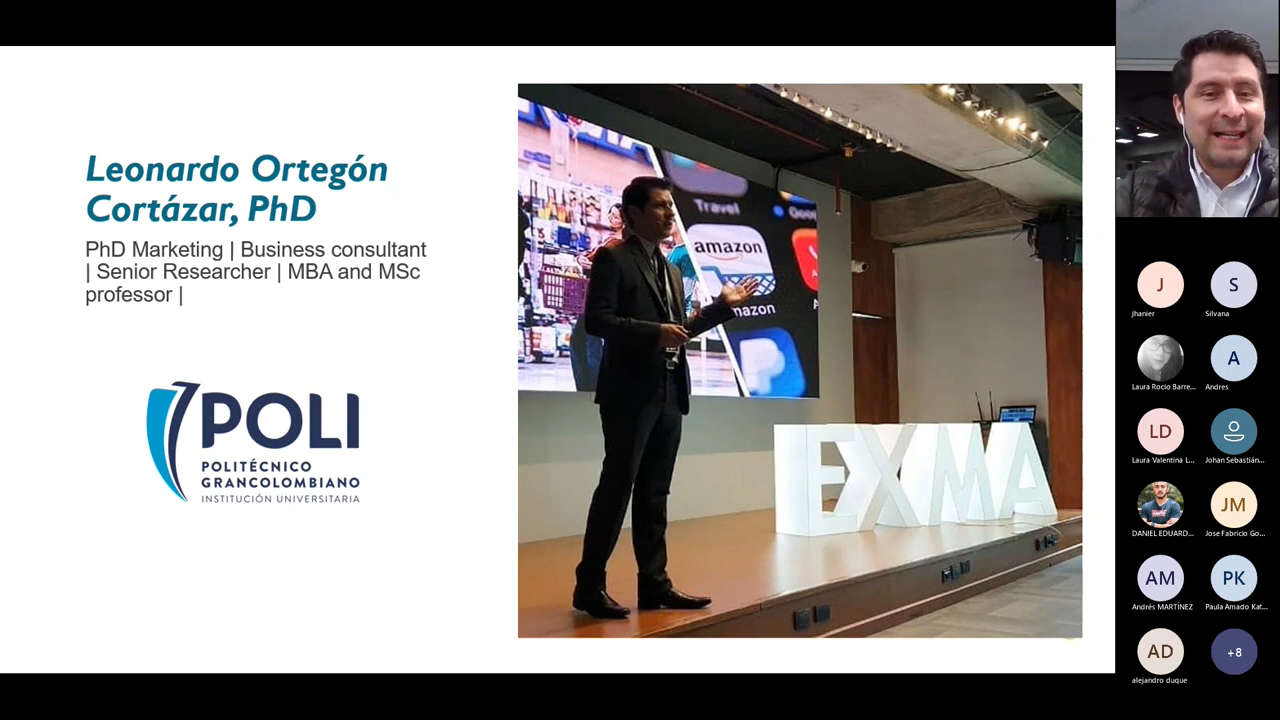 Leonardo Ortegón
Cortázar, PhD
PhD Marketing | Business consultant
| Senior Researcher | MBA and MSc
professor |
POLI
POLITÉCNICO
GRANCOLOMBIANO
INSTITUCIÓN UNIVERSITARIA
Travel
Goo
amazon
mazon
EXMA
J
jhanier
S
Silvana
Laura Rocio Barre...
A
Andres
LD
Laura Valentina L...
Johan Sebastián...
DANIEL EDUARD...
JM
Jose Fabricio Go...
AM
Andrés MARTÍNEZ
PK
Paula Amado Kat...
AD
alejandro duque
+8